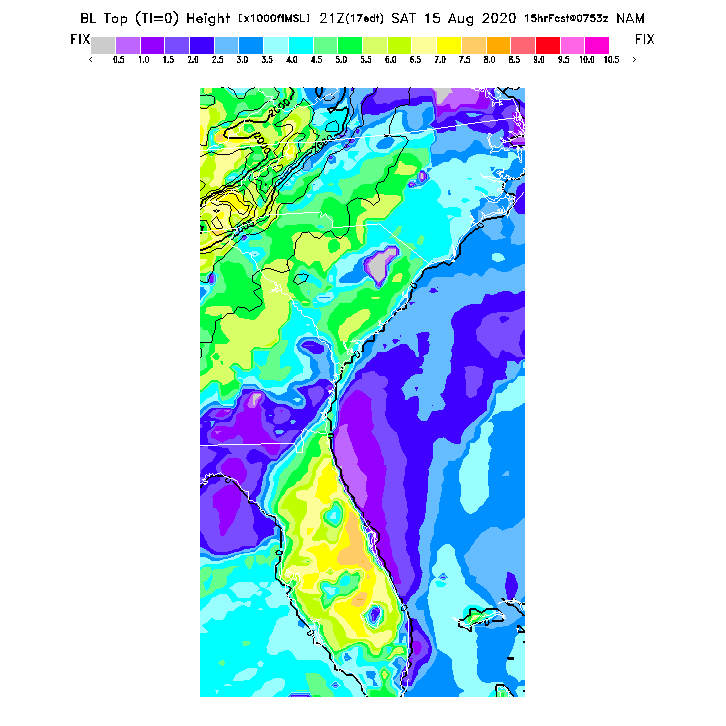 BL Top (TI=0) Height [x1000ftMSL] 21Z(17edt) SAT 15 Aug 2020 15hrFcst@0753z NAM
FIX FIX
< 0.5 1.0 1.5 2.0 2.5 3.0 3.5 4.0 4.5 5.0 5.5 6.0 6.5 7.0 7.5 8.0 8.5 9.0 9.5 10.0 10.5 >
2000